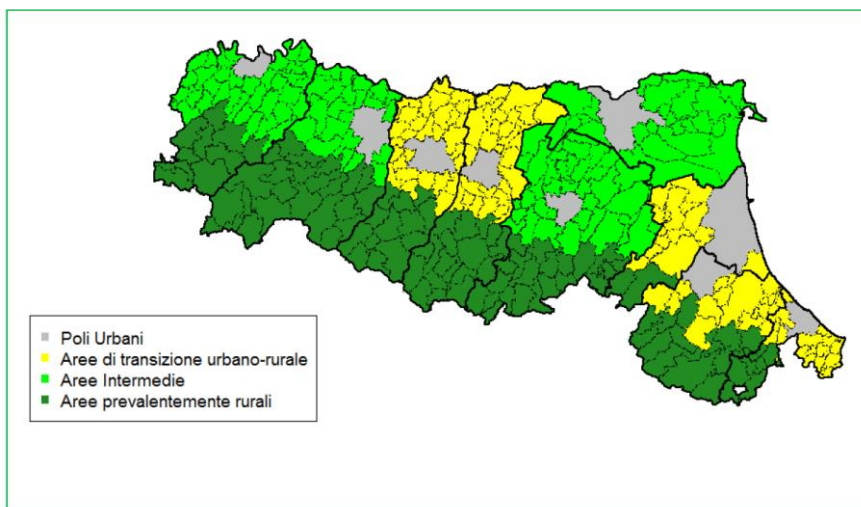 Poli Urbani
Aree di transizione urbano-rurale
Aree Intermedie
Aree prevalentemente rurali